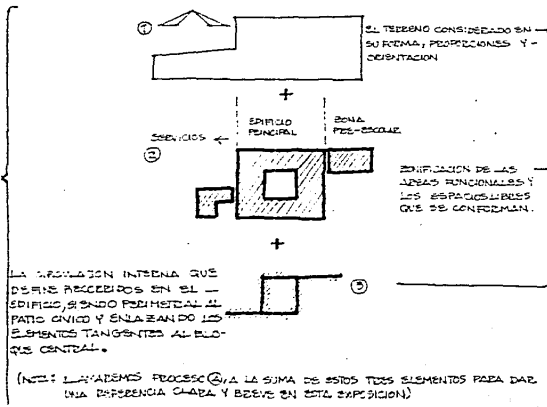 ①
EL TERRENO CONSIDERADO EN
SU FORMA, PROPORCIONES Y -
ORIENTACION
+
SERVICIOS ←
EDIFICIO
PRINCIPAL
ZONA
PRE-ESCOLAR
②
ZONIFICACION DE LAS
AREAS FUNCIONALES Y
LOS ESPACIOS LIBRES
QUE SE CONFORMAN.
+
③
LA CIRCULACION INTERNA QUE
DEFINE RECORRIDOS EN EL —
EDIFICIO, SIENDO PERIMETRAL AL
PATIO CIVICO Y ENLAZANDO LOS
ELEMENTOS TANGENTES AL BLO-
QUE CENTRAL.
(NOTA: LLAMAREMOS PROCESO Ⓐ, A LA SUMA DE ESTOS TRES ELEMENTOS PARA DAR
UNA REFERENCIA CLARA Y BREVE EN ESTA EXPOSICION)